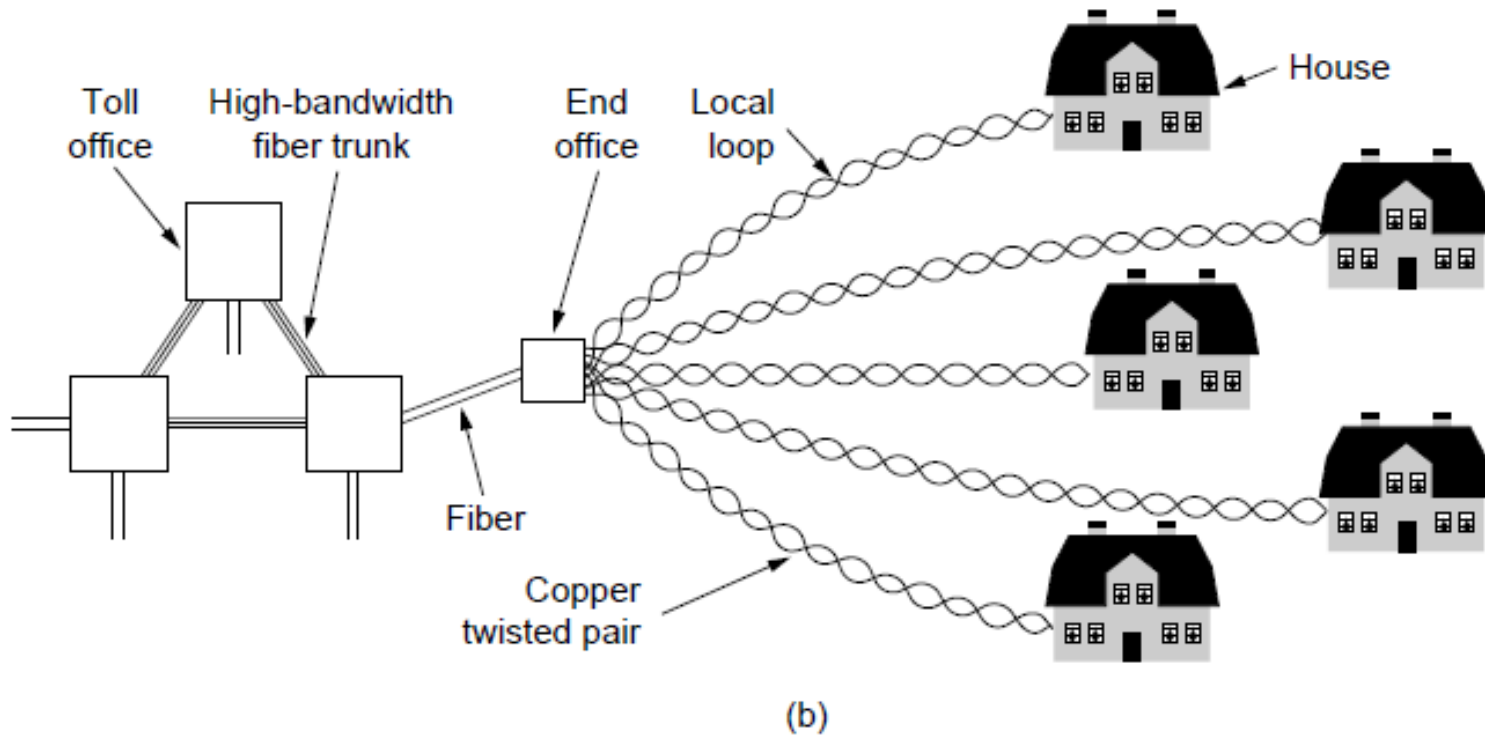 Toll
office
High-bandwidth
fiber trunk
End
office
Local
loop
House
Fiber
Copper
twisted pair
(b)